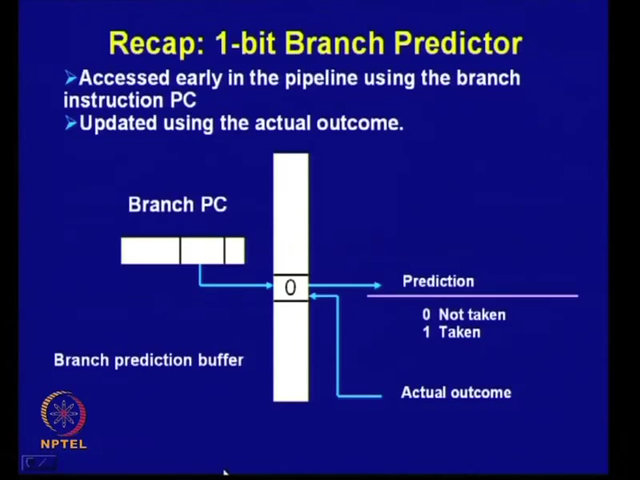 Recap: 1-bit Branch Predictor
➢Accessed early in the pipeline using the branch
instruction PC
➢Updated using the actual outcome.
Branch PC
0
Prediction
0 Not taken
1 Taken
Branch prediction buffer
Actual outcome
NPTEL